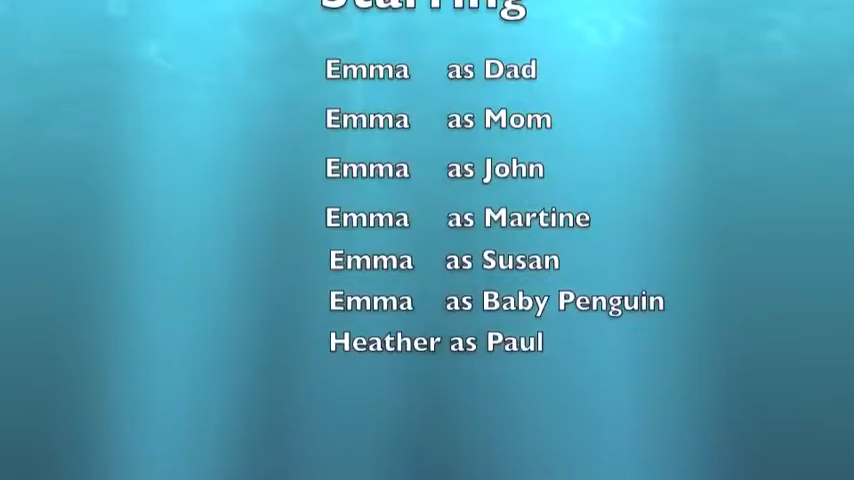 Starring
Emma as Dad
Emma as Mom
Emma as John
Emma as Martine
Emma as Susan
Emma as Baby Penguin
Heather as Paul